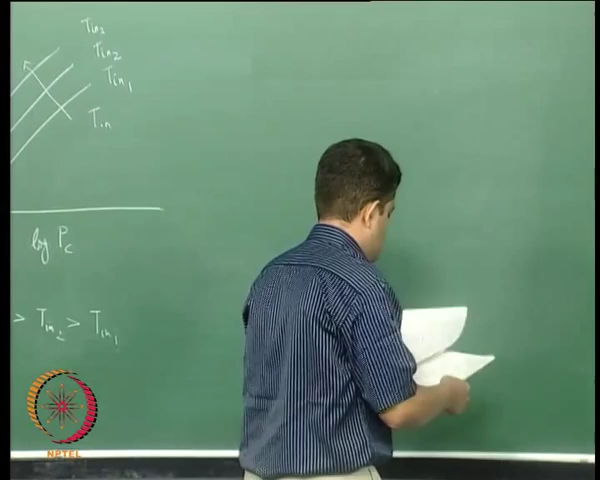 Tin₃
Tin₂
Tin₁
Tin
log Pc
> Tin₂ > Tin₁
NPTEL